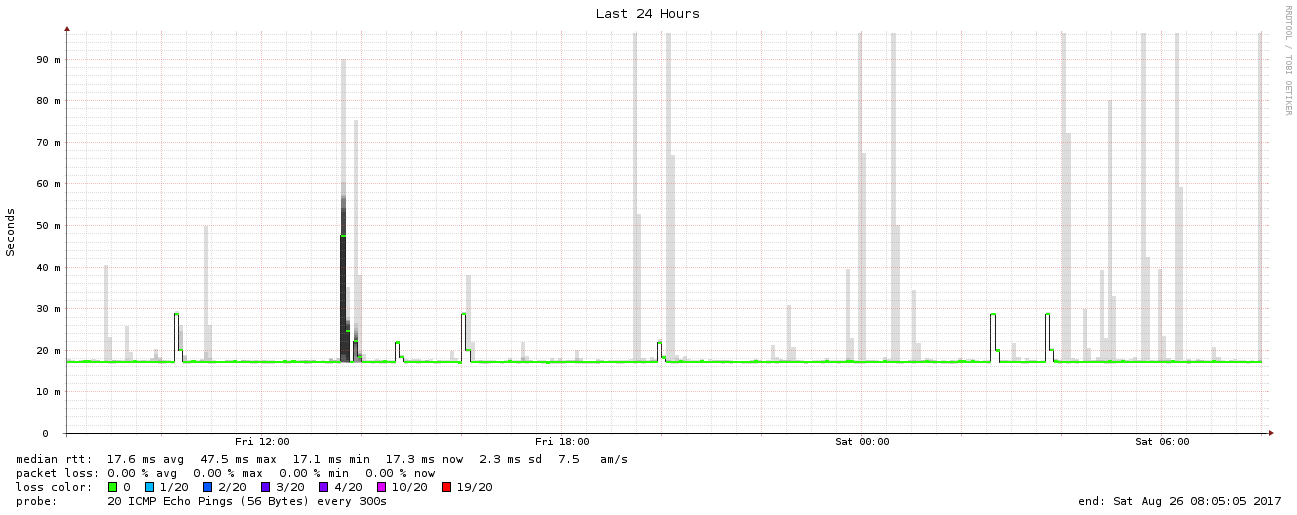 Last 24 Hours
RRDTOOL / TOBI OETIKER
Seconds
90 m
80 m
70 m
60 m
50 m
40 m
30 m
20 m
10 m
0
Fri 12:00 Fri 18:00 Sat 00:00 Sat 06:00
median rtt: 17.6 ms avg 47.5 ms max 17.1 ms min 17.3 ms now 2.3 ms sd 7.5 am/s
packet loss: 0.00 % avg 0.00 % max 0.00 % min 0.00 % now
loss color: 0 1/20 2/20 3/20 4/20 10/20 19/20
probe: 20 ICMP Echo Pings (56 Bytes) every 300s end: Sat Aug 26 08:05:05 2017